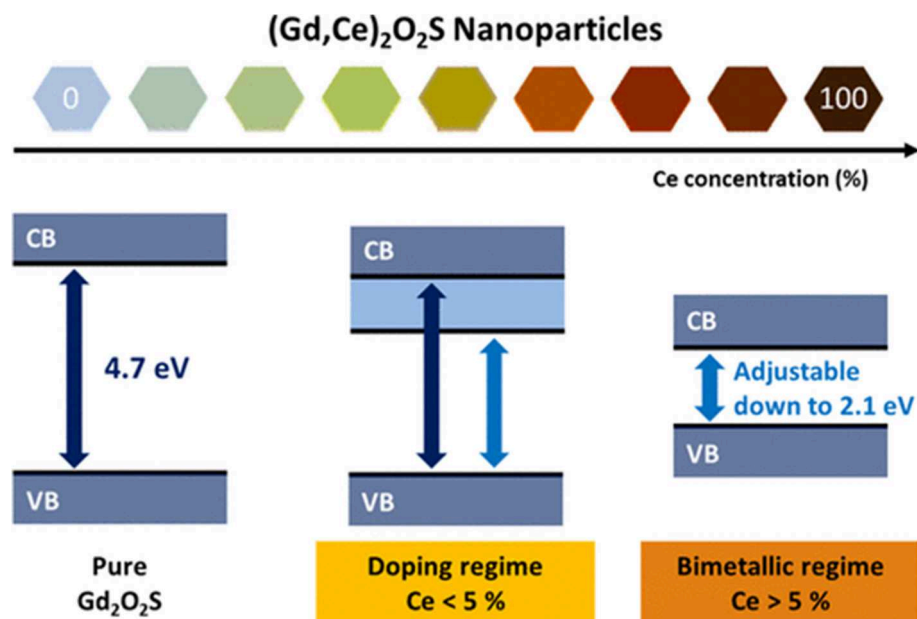 (Gd,Ce)₂O₂S Nanoparticles
0
100
Ce concentration (%)
CB
4.7 eV
VB
Pure
Gd₂O₂S
CB
VB
Doping regime
Ce < 5 %
CB
Adjustable
down to 2.1 eV
VB
Bimetallic regime
Ce > 5 %